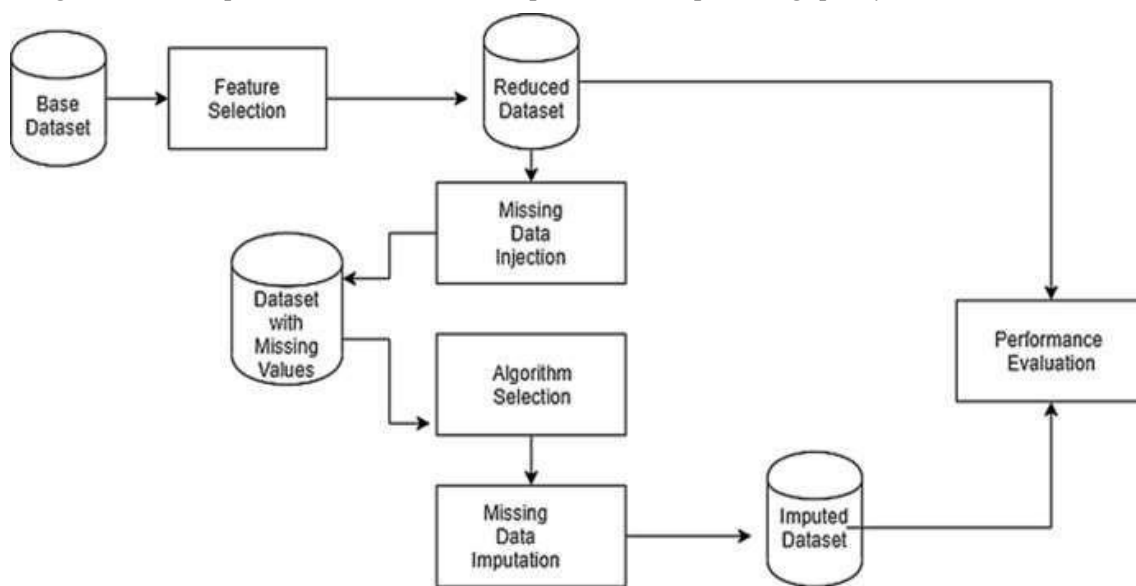 Base
Dataset
Feature
Selection
Reduced
Dataset
Missing
Data
Injection
Dataset
with
Missing
Values
Algorithm
Selection
Missing
Data
Imputation
Imputed
Dataset
Performance
Evaluation